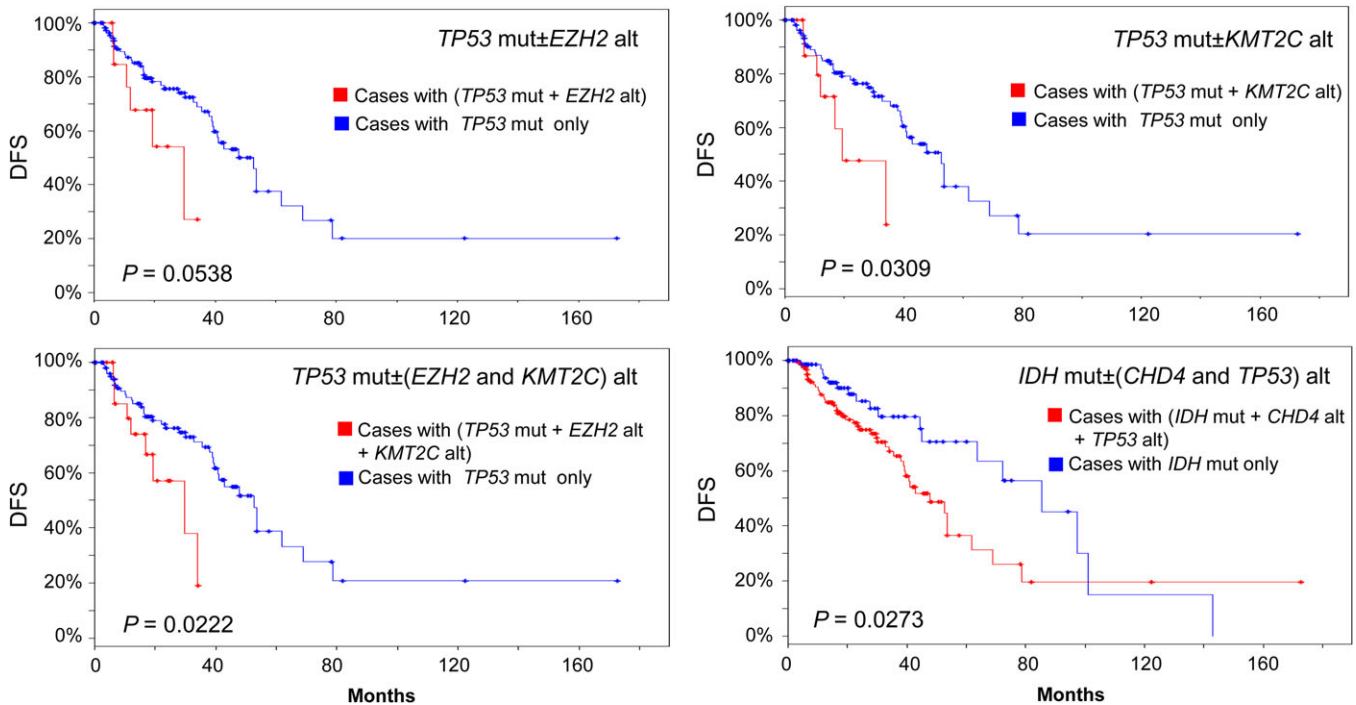 TP53 mut±EZH2 alt
100%
80%
60%
40%
20%
0%
DFS
Cases with (TP53 mut + EZH2 alt)
Cases with TP53 mut only
P = 0.0538
0 40 80 120 160
TP53 mut±KMT2C alt
100%
80%
60%
40%
20%
0%
DFS
Cases with (TP53 mut + KMT2C alt)
Cases with TP53 mut only
P = 0.0309
0 40 80 120 160
TP53 mut±(EZH2 and KMT2C) alt
100%
80%
60%
40%
20%
0%
DFS
Cases with (TP53 mut + EZH2 alt
+ KMT2C alt)
Cases with TP53 mut only
P = 0.0222
0 40 80 120 160
Months
IDH mut±(CHD4 and TP53) alt
100%
80%
60%
40%
20%
0%
DFS
Cases with (IDH mut + CHD4 alt
+ TP53 alt)
Cases with IDH mut only
P = 0.0273
0 40 80 120 160
Months